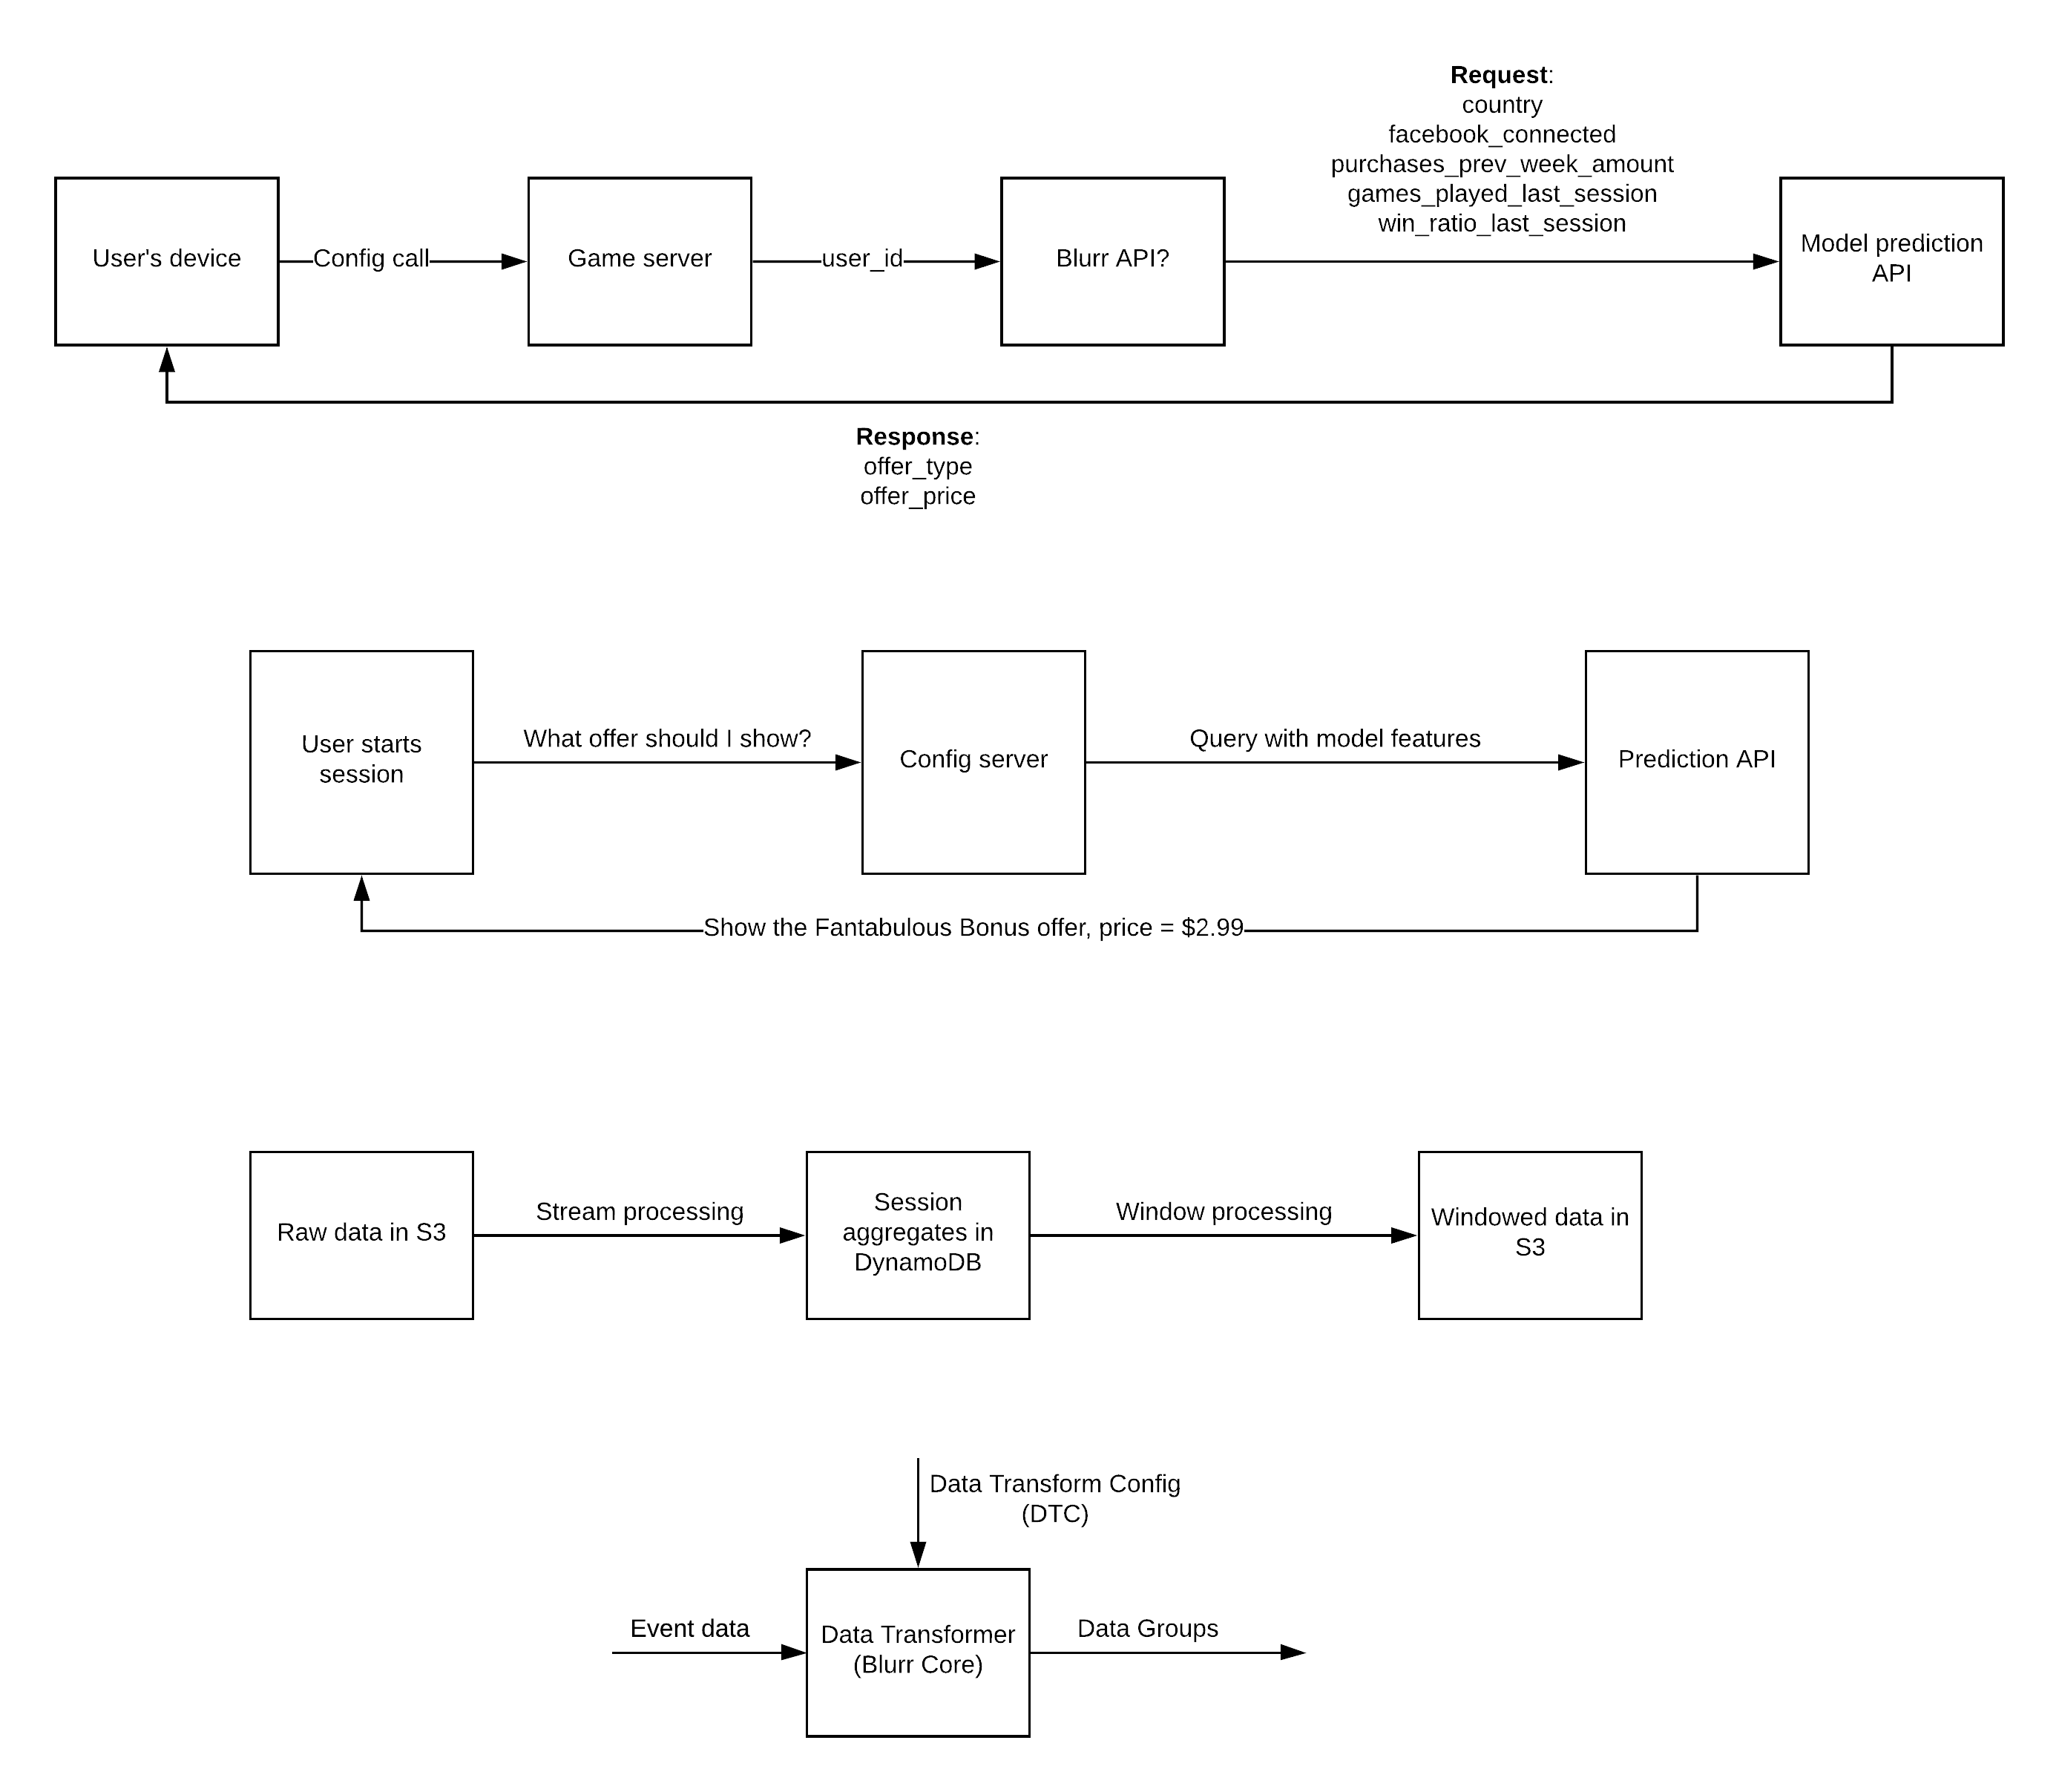 Request:
country
facebook_connected
purchases_prev_week_amount
games_played_last_session
win_ratio_last_session
User's device
Config call
Game server
user_id
Blurr API?
Model prediction
API
Response:
offer_type
offer_price
User starts
session
What offer should I show?
Config server
Query with model features
Prediction API
Show the Fantabulous Bonus offer, price = $2.99
Raw data in S3
Stream processing
Session
aggregates in
DynamoDB
Window processing
Windowed data in
S3
Data Transform Config
(DTC)
Event data
Data Transformer
(Blurr Core)
Data Groups